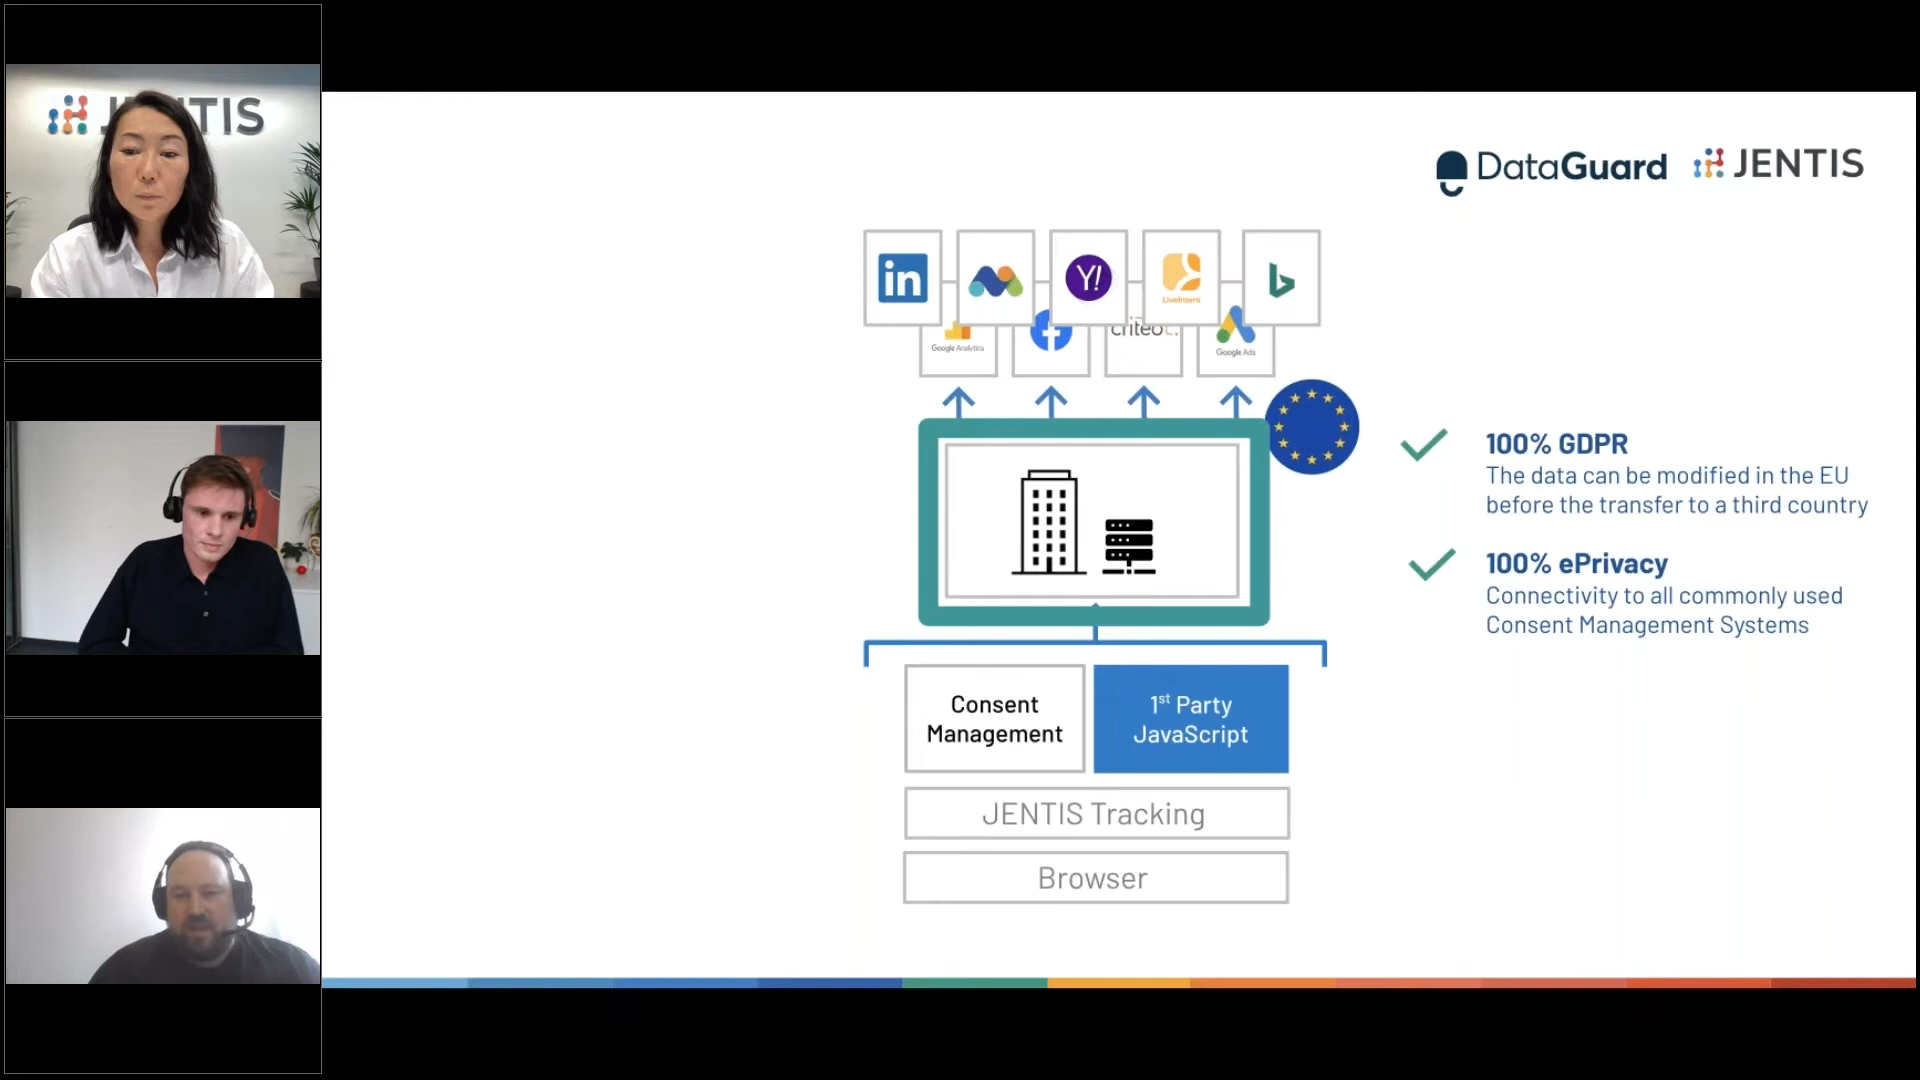 JENTIS
DataGuard
JENTIS
in
Y!
LiveIntent
b
Google Analytics
f
criteo.
Google Ads
100% GDPR
The data can be modified in the EU
before the transfer to a third country
100% ePrivacy
Connectivity to all commonly used
Consent Management Systems
Consent
Management
1st Party
JavaScript
JENTIS Tracking
Browser